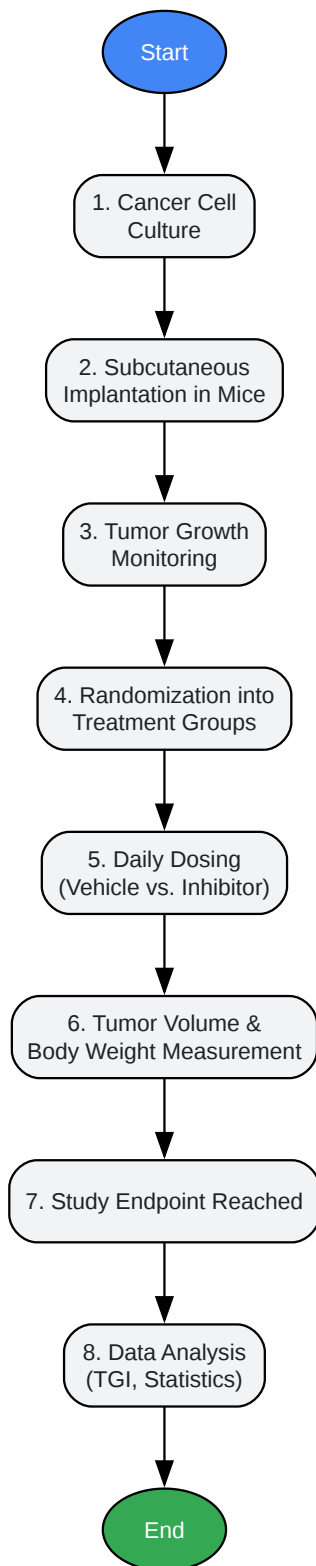 Start
1. Cancer Cell
Culture
2. Subcutaneous
Implantation in Mice
3. Tumor Growth
Monitoring
4. Randomization into
Treatment Groups
5. Daily Dosing
(Vehicle vs. Inhibitor)
6. Tumor Volume &
Body Weight Measurement
7. Study Endpoint Reached
8. Data Analysis
(TGI, Statistics)
End